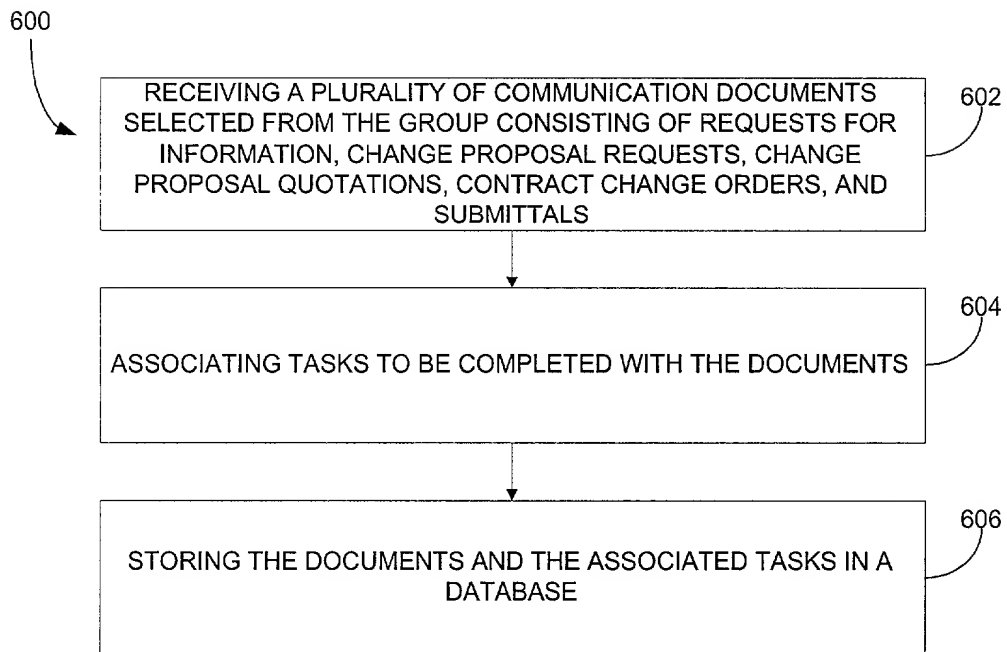 600
RECEIVING A PLURALITY OF COMMUNICATION DOCUMENTS
SELECTED FROM THE GROUP CONSISTING OF REQUESTS FOR
INFORMATION, CHANGE PROPOSAL REQUESTS, CHANGE
PROPOSAL QUOTATIONS, CONTRACT CHANGE ORDERS, AND
SUBMITTALS
602
ASSOCIATING TASKS TO BE COMPLETED WITH THE DOCUMENTS
604
STORING THE DOCUMENTS AND THE ASSOCIATED TASKS IN A
DATABASE
606